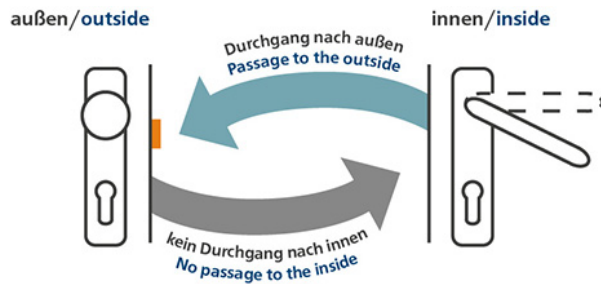 außen/outside
innen/inside
Durchgang nach außen
Passage to the outside
kein Durchgang nach innen
No passage to the inside